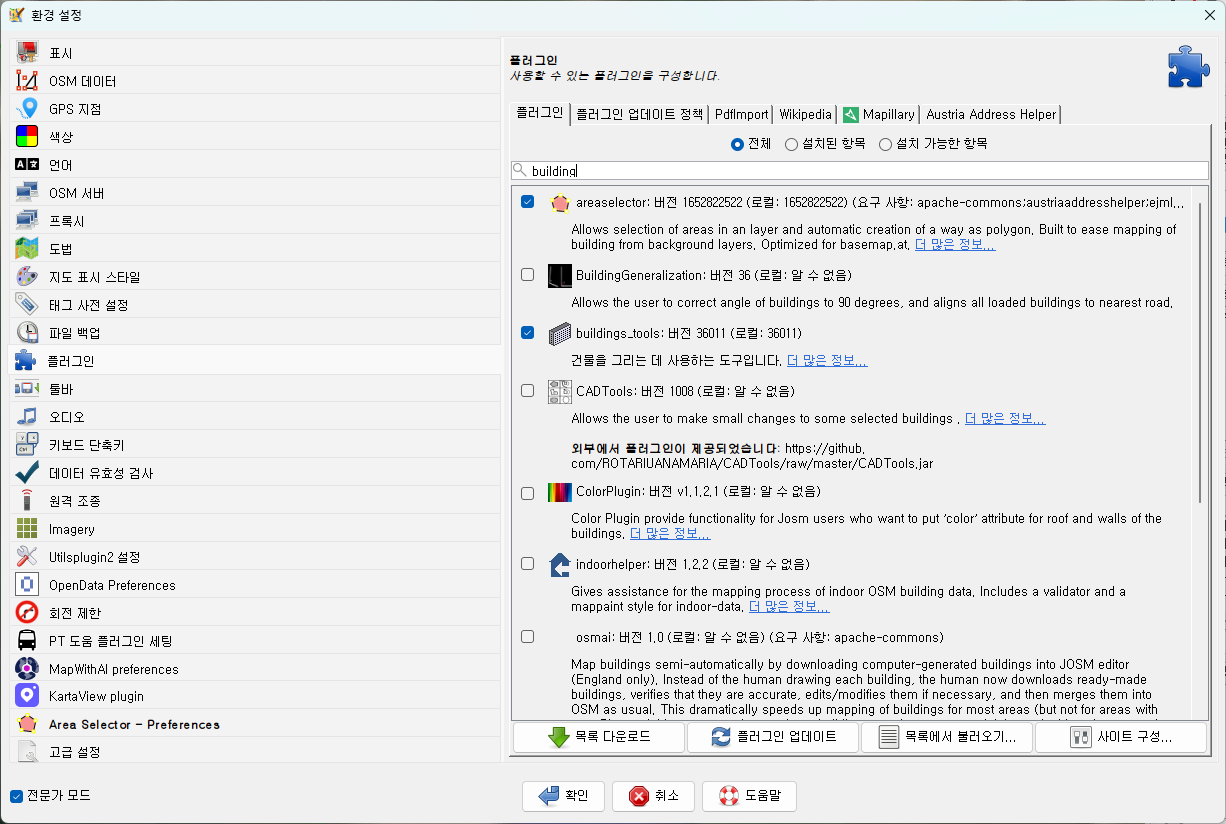 환경 설정
표시
OSM 데이터
GPS 지점
색상
언어
OSM 서버
프록시
도법
지도 표시 스타일
태그 사전 설정
파일 백업
플러그인
툴바
오디오
키보드 단축키
데이터 유효성 검사
원격 조종
Imagery
Utilsplugin2 설정
OpenData Preferences
회전 제한
PT 도움 플러그인 세팅
MapWithAI preferences
KartaView plugin
Area Selector - Preferences
고급 설정
전문가 모드
플러그인
사용할 수 있는 플러그인을 구성합니다.
플러그인 플러그인 업데이트 정책 PdfImport Wikipedia Mapillary Austria Address Helper
전체 설치된 항목 설치 가능한 항목
building
areaselector: 버전 1652822522 (로컬: 1652822522) (요구 사항: apache-commons;austriaaddresshelper;ejml...
Allows selection of areas in an layer and automatic creation of a way as polygon. Built to ease mapping of
building from background layers. Optimized for basemap.at. 더 많은 정보...
BuildingGeneralization: 버전 36 (로컬: 알 수 없음)
Allows the user to correct angle of buildings to 90 degrees, and aligns all loaded buildings to nearest road.
buildings_tools: 버전 36011 (로컬: 36011)
건물을 그리는 데 사용하는 도구입니다. 더 많은 정보...
CADTools: 버전 1008 (로컬: 알 수 없음)
Allows the user to make small changes to some selected buildings . 더 많은 정보...
외부에서 플러그인이 제공되었습니다: https://github.
com/ROTARIUANAMARIA/CADTools/raw/master/CADTools.jar
ColorPlugin: 버전 v1.1.2.1 (로컬: 알 수 없음)
Color Plugin provide functionality for Josm users who want to put 'color' attribute for roof and walls of the
buildings. 더 많은 정보...
indoorhelper: 버전 1.2.2 (로컬: 알 수 없음)
Gives assistance for the mapping process of indoor OSM building data. Includes a validator and a
mappaint style for indoor-data. 더 많은 정보...
osmai: 버전 1.0 (로컬: 알 수 없음) (요구 사항: apache-commons)
Map buildings semi-automatically by downloading computer-generated buildings into JOSM editor
(England only). Instead of the human drawing each building, the human now downloads ready-made
buildings, verifies that they are accurate, edits/modifies them if necessary, and then merges them into
OSM as usual. This dramatically speeds up mapping of buildings for most areas (but not for areas with
목록 다운로드 플러그인 업데이트 목록에서 불러오기... 사이트 구성...
확인 취소 도움말